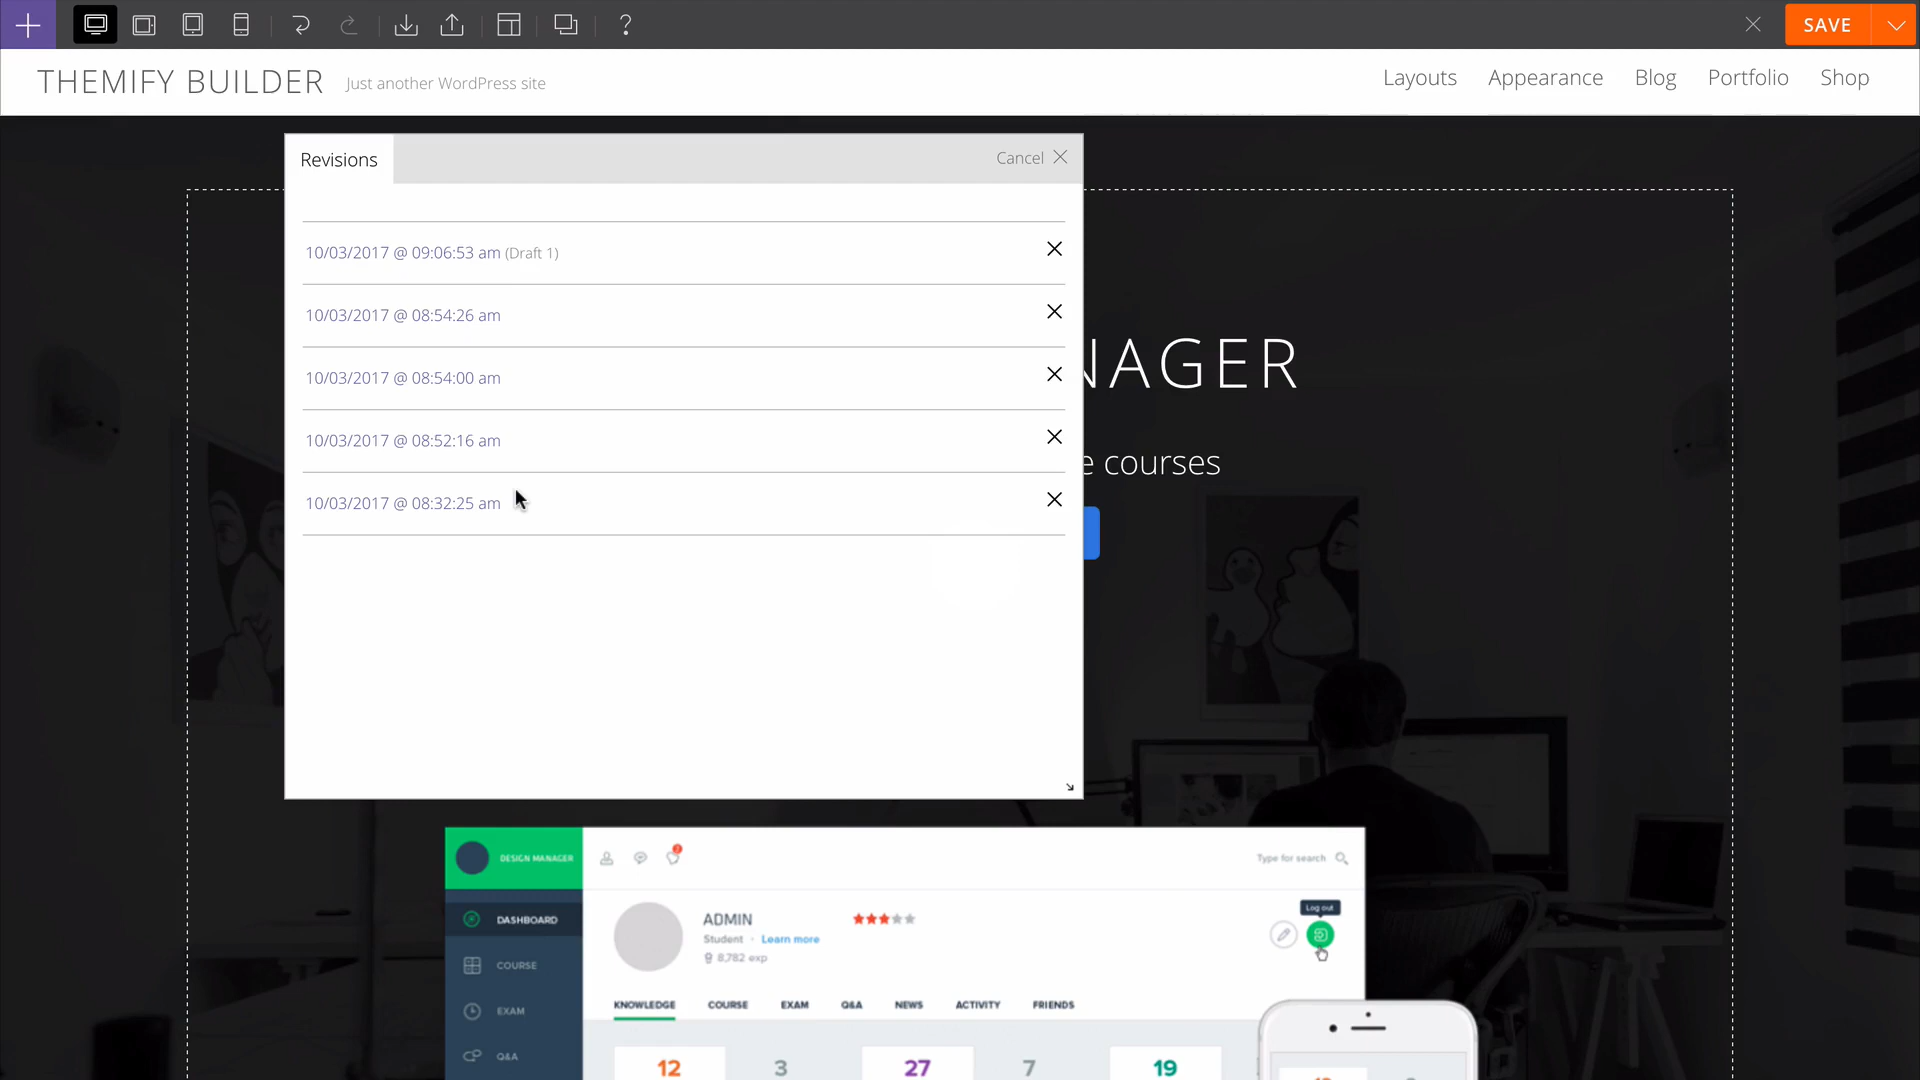 SAVE
THEMIFY BUILDER
Just another WordPress site
Layouts
Appearance
Blog
Portfolio
Shop
Revisions
Cancel
10/03/2017 @ 09:06:53 am (Draft 1)
10/03/2017 @ 08:54:26 am
10/03/2017 @ 08:54:00 am
10/03/2017 @ 08:52:16 am
10/03/2017 @ 08:32:25 am
NAGER
e courses
DESIGN MANAGER
2
Type for search
DASHBOARD
COURSE
EXAM
Q&A
ADMIN
Student · Learn more
8,782 exp
Log out
KNOWLEDGE
COURSE
EXAM
Q&A
NEWS
ACTIVITY
FRIENDS
12
3
27
7
19